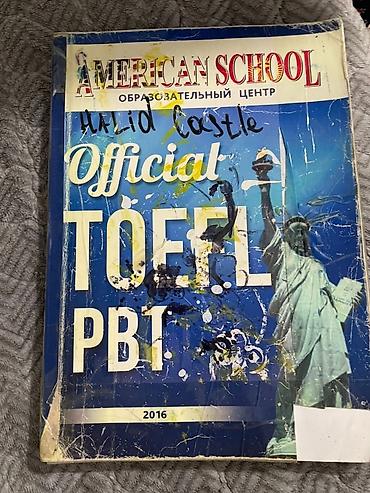 AMERICAN SCHOOL
ОБРАЗОВАТЕЛЬНЫЙ ЦЕНТР
HALid Castle
Official
TOEFL
PBT
2016